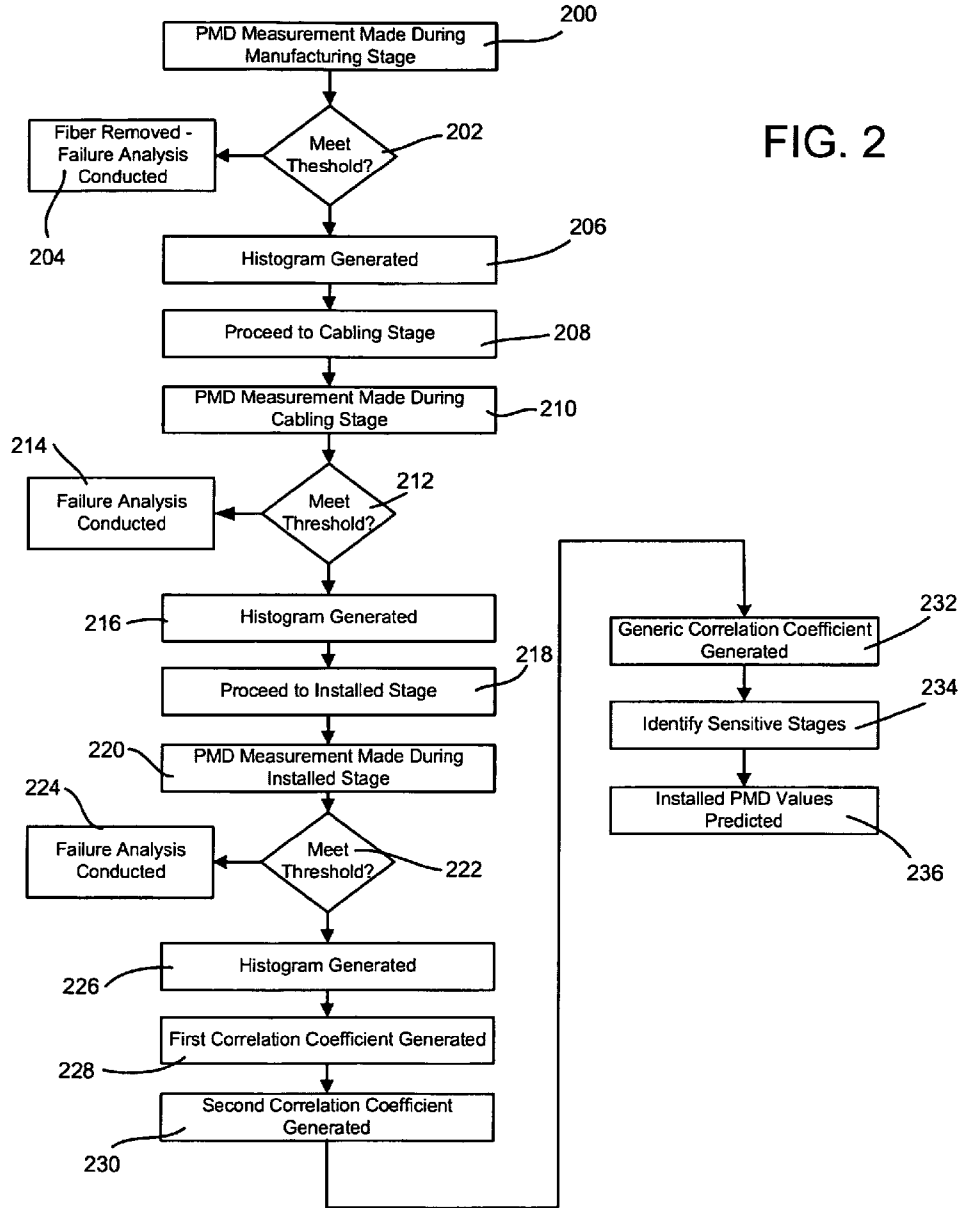 200
PMD Measurement Made During
Manufacturing Stage
FIG. 2
Meet
Theshold?
202
Fiber Removed -
Failure Analysis
Conducted
204
206
Histogram Generated
Proceed to Cabling Stage
208
PMD Measurement Made During
Cabling Stage
210
214
212
Failure Analysis
Conducted
Meet
Threshold?
216
Histogram Generated
218
Proceed to Installed Stage
220
PMD Measurement Made During
Installed Stage
224
Failure Analysis
Conducted
Meet
Threshold?
222
226
Histogram Generated
228
First Correlation Coefficient Generated
230
Second Correlation Coefficient
Generated
232
Generic Correlation Coefficient
Generated
234
Identify Sensitive Stages
Installed PMD Values
Predicted
236